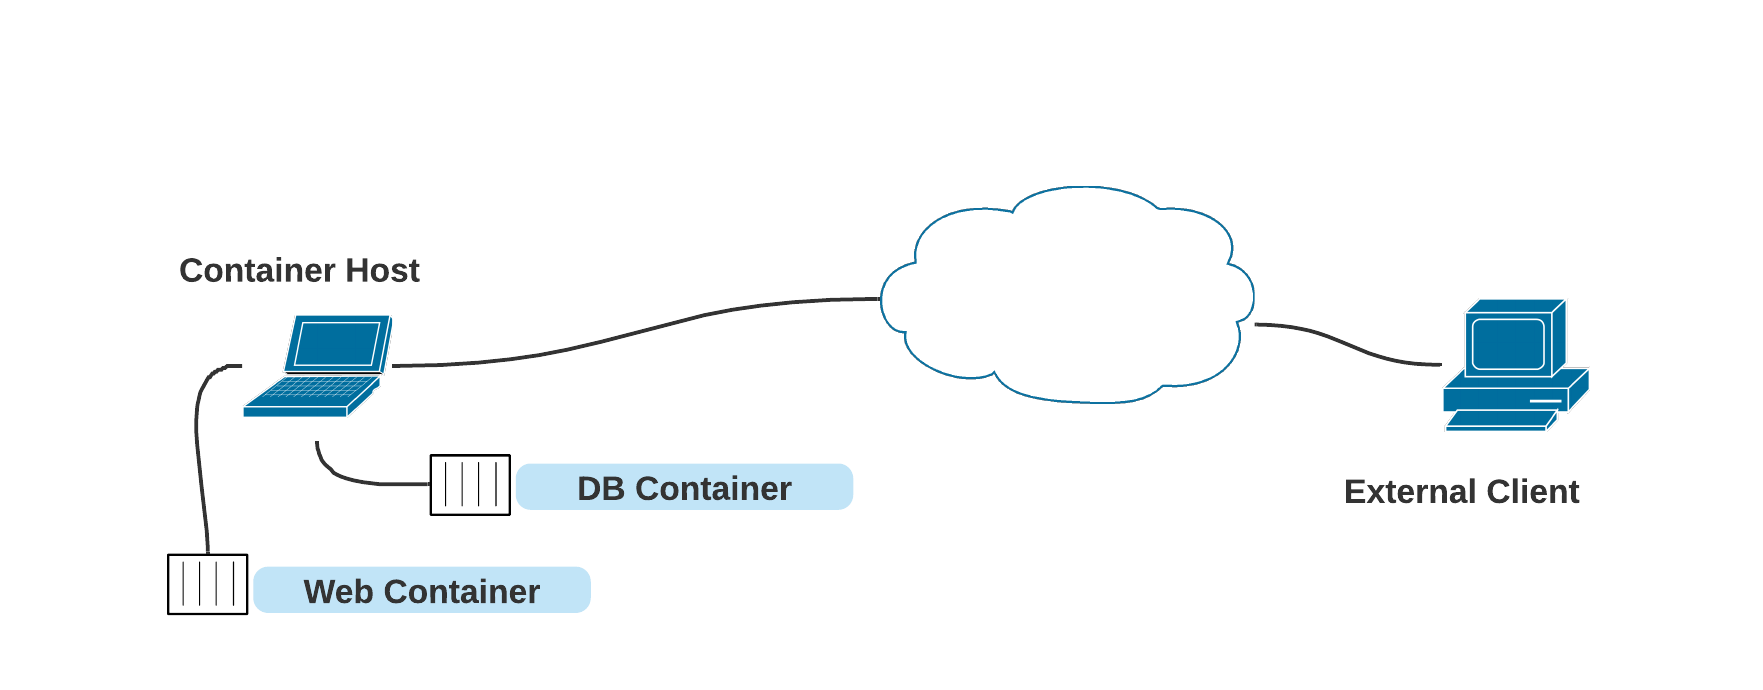 Container Host
DB Container
External Client
Web Container